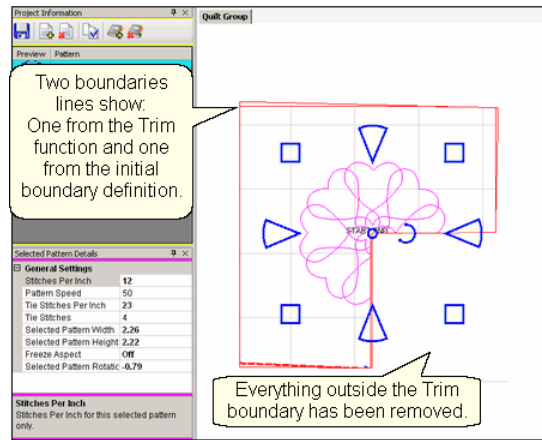 Project Information
Quilt Group
Preview Pattern
Two boundaries
lines show:
One from the Trim
function and one
from the initial
boundary definition.
START END
Selected Pattern Details
General Settings
Stitches Per Inch 12
Pattern Speed 50
Tie Stitches Per Inch 23
Tie Stitches 4
Selected Pattern Width 2.26
Selected Pattern Height 2.22
Freeze Aspect Off
Selected Pattern Rotatic -0.79
Stitches Per Inch
Stitches Per Inch for this selected pattern
only.
Everything outside the Trim
boundary has been removed.